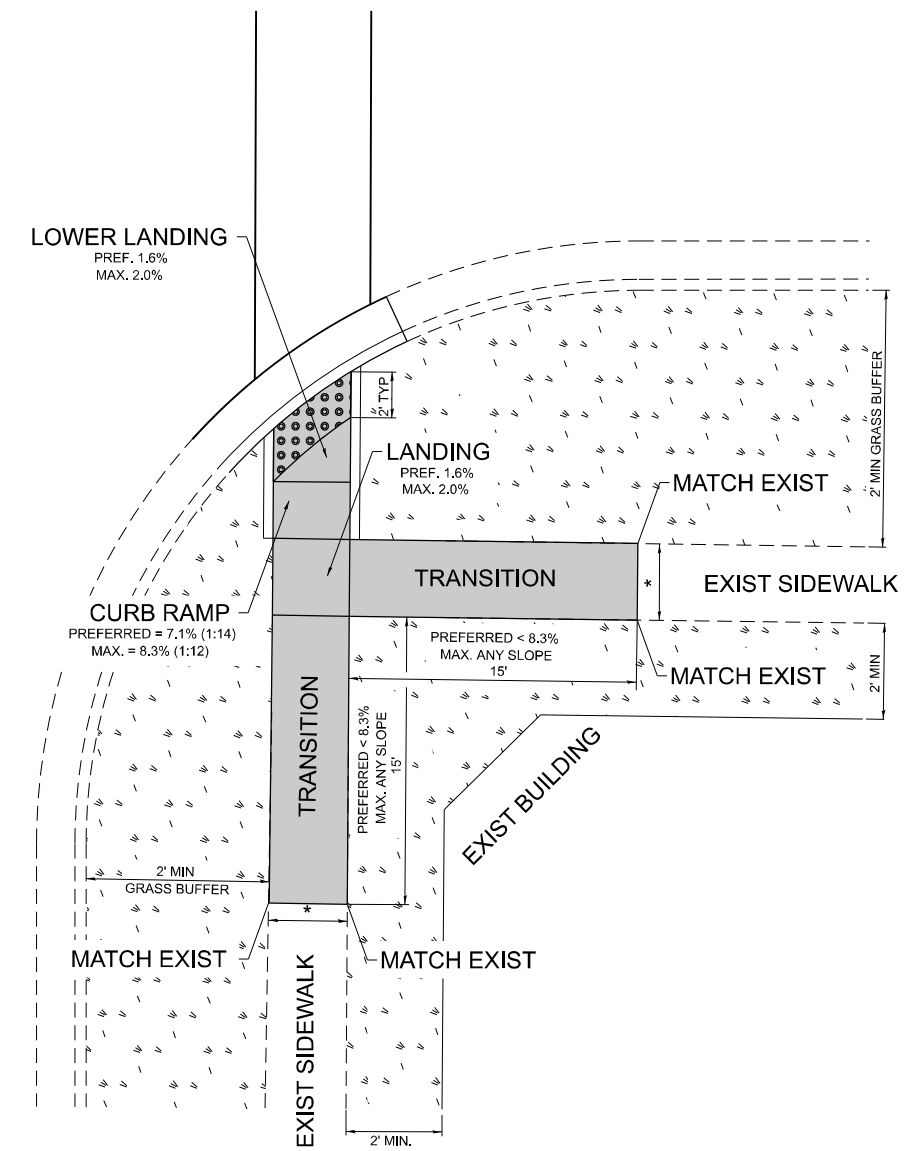 LOWER LANDING
PREF. 1.6%
MAX. 2.0%
2' TYP
2' MIN GRASS BUFFER
LANDING
PREF. 1.6%
MAX. 2.0%
MATCH EXIST
TRANSITION
*
EXIST SIDEWALK
CURB RAMP
PREFERRED = 7.1% (1:14)
MAX. = 8.3% (1:12)
PREFERRED < 8.3%
MAX. ANY SLOPE
15'
MATCH EXIST
2' MIN
TRANSITION
PREFERRED < 8.3%
MAX. ANY SLOPE
15'
EXIST BUILDING
2' MIN
GRASS BUFFER
*
MATCH EXIST
MATCH EXIST
EXIST SIDEWALK
2' MIN.